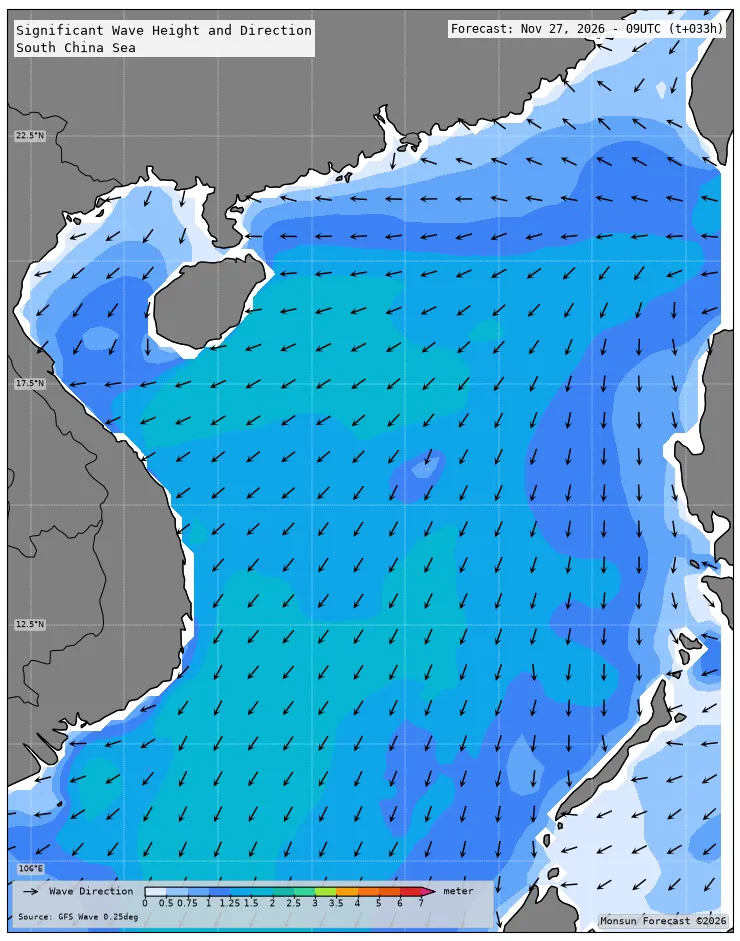 Significant Wave Height and Direction
South China Sea
Forecast: Nov 27, 2026 - 09UTC (t+033h)
22.5°N
17.5°N
12.5°N
106°E
Wave Direction
meter
0 0.5 0.75 1 1.25 1.5 2 2.5 3 3.5 4 5 6 7
Source: GFS Wave 0.25deg
Monsun Forecast ©2026